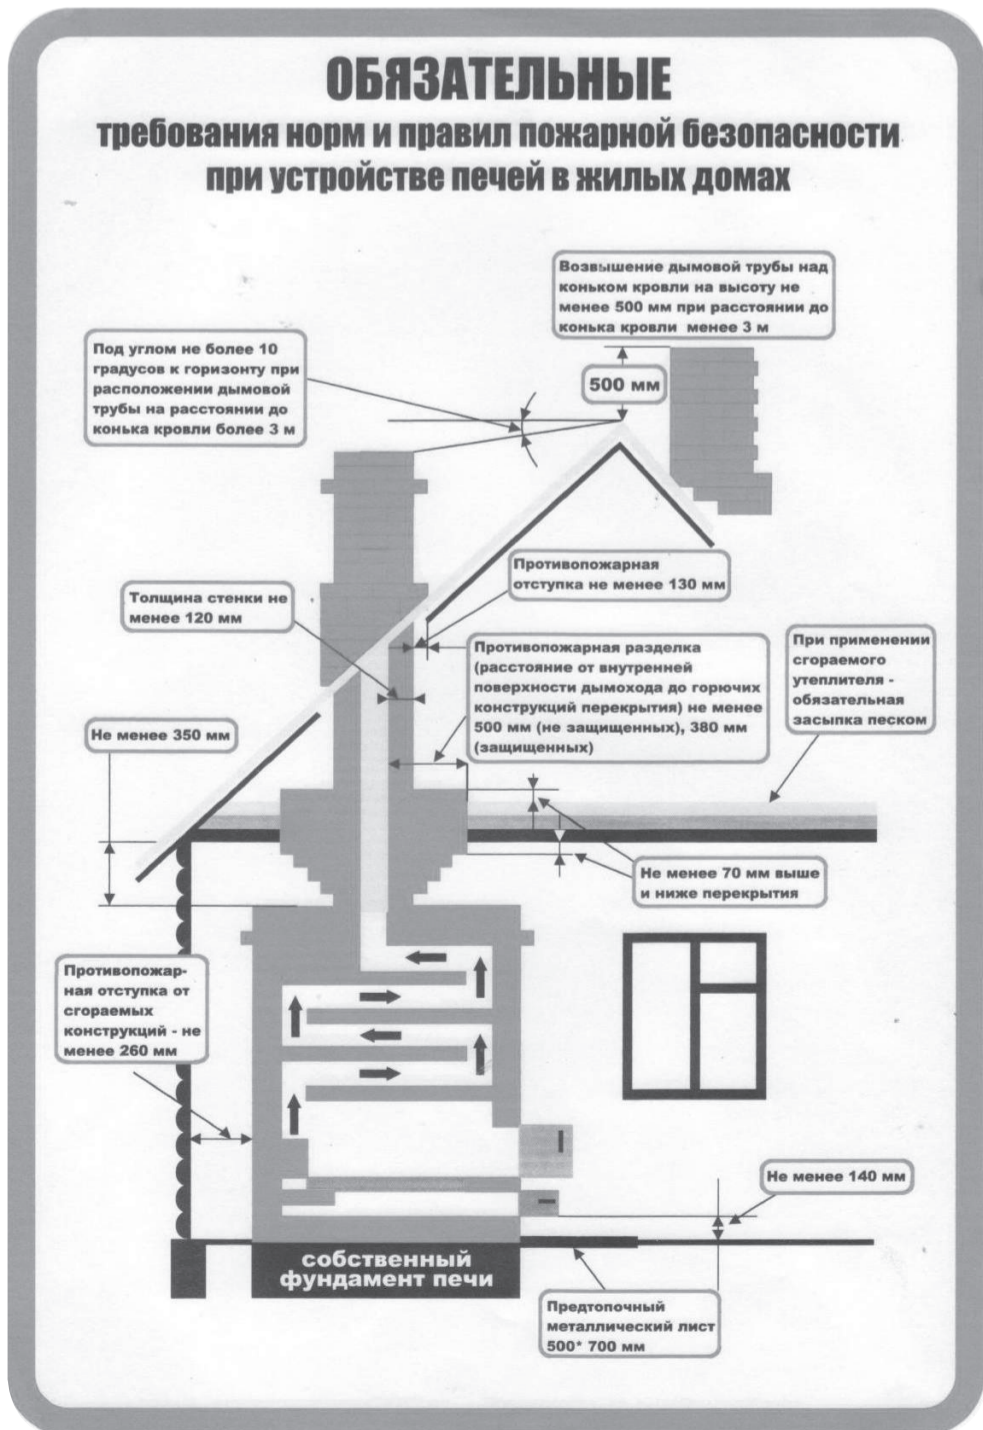 ОБЯЗАТЕЛЬНЫЕ
требования норм и правил пожарной безопасности
при устройстве печей в жилых домах
Возвышение дымовой трубы над
коньком кровли на высоту не
менее 500 мм при расстоянии до
конька кровли менее 3 м
Под углом не более 10
градусов к горизонту при
расположении дымовой
трубы на расстоянии до
конька кровли более 3 м
500 мм
Противопожарная
отступка не менее 130 мм
Толщина стенки не
менее 120 мм
Противопожарная разделка
(расстояние от внутренней
поверхности дымохода до горючих
конструкций перекрытия) не менее
500 мм (не защищенных), 380 мм
(защищенных)
При применении
сгораемого
утеплителя -
обязательная
засыпка песком
Не менее 350 мм
Не менее 70 мм выше
и ниже перекрытия
Противопожар-
ная отступка от
сгораемых
конструкций - не
менее 260 мм
Не менее 140 мм
собственный
фундамент печи
Предтопочный
металлический лист
500* 700 мм